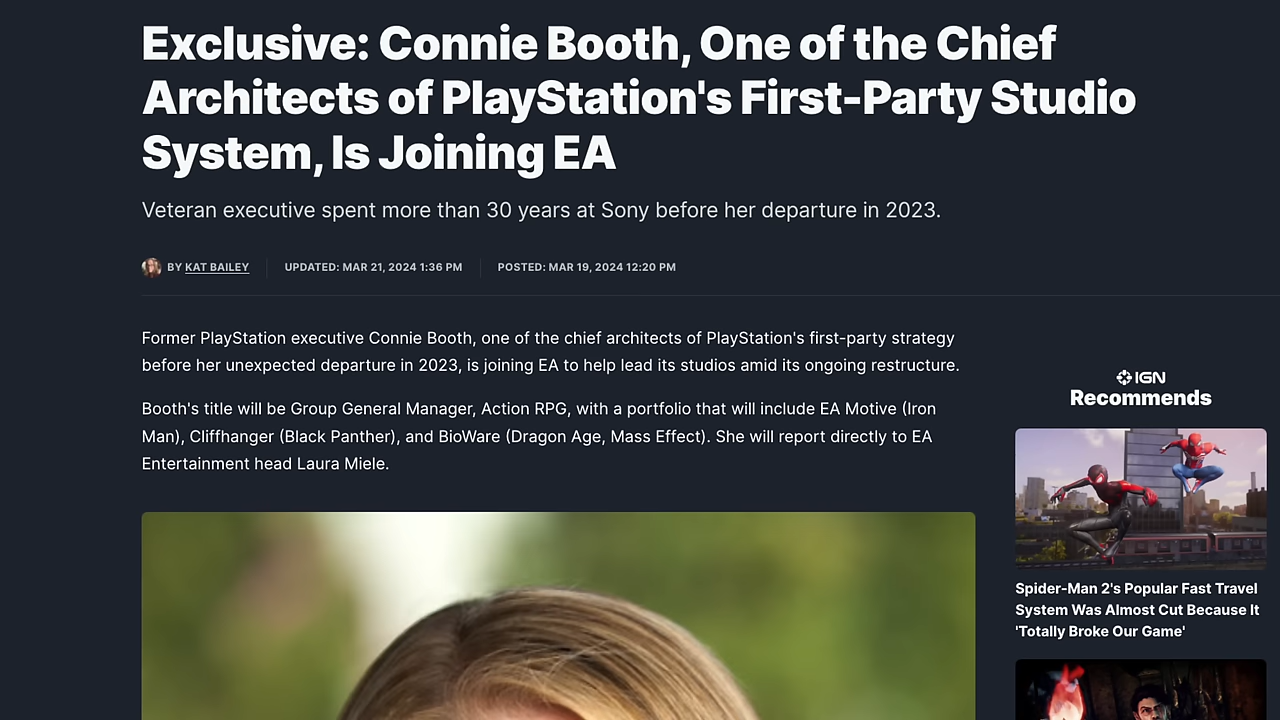 Exclusive: Connie Booth, One of the Chief
Architects of PlayStation's First-Party Studio
System, Is Joining EA
Veteran executive spent more than 30 years at Sony before her departure in 2023.
BY KAT BAILEY UPDATED: MAR 21, 2024 1:36 PM POSTED: MAR 19, 2024 12:20 PM
Former PlayStation executive Connie Booth, one of the chief architects of PlayStation's first-party strategy
before her unexpected departure in 2023, is joining EA to help lead its studios amid its ongoing restructure.
Booth's title will be Group General Manager, Action RPG, with a portfolio that will include EA Motive (Iron
Man), Cliffhanger (Black Panther), and BioWare (Dragon Age, Mass Effect). She will report directly to EA
Entertainment head Laura Miele.
IGN
Recommends
Spider-Man 2's Popular Fast Travel
System Was Almost Cut Because It
'Totally Broke Our Game'